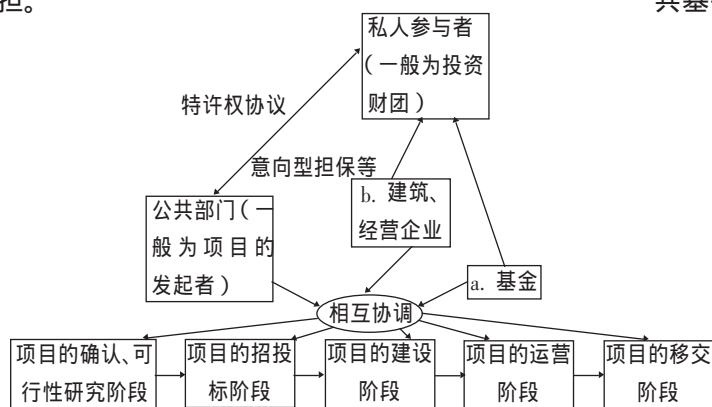 担。
共基
私人参与者
（一般为投资
财团）
特许权协议
意向型担保等
公共部门（一
般为项目的
发起者）
b. 建筑、
经营企业
a. 基金
相互协调
项目的确认、可
行性研究阶段
项目的招投
标阶段
项目的建设
阶段
项目的运营
阶段
项目的移交
阶段